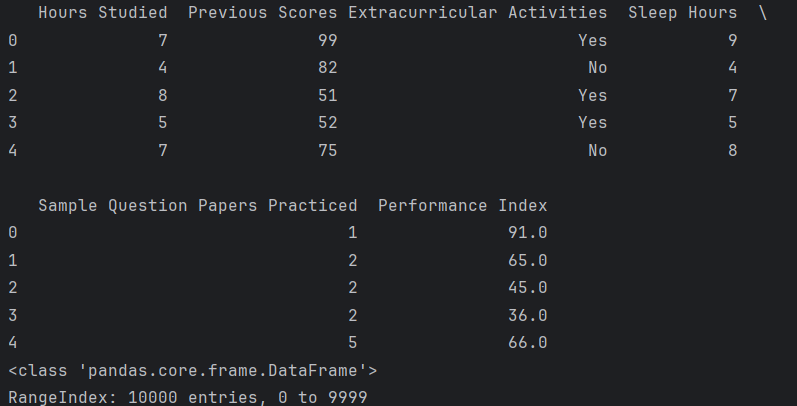 Hours Studied  Previous Scores Extracurricular Activities  Sleep Hours  \
0              7               99                        Yes            9
1              4               82                         No            4
2              8               51                        Yes            7
3              5               52                        Yes            5
4              7               75                         No            8
Sample Question Papers Practiced  Performance Index
0                                 1               91.0
1                                 2               65.0
2                                 2               45.0
3                                 2               36.0
4                                 5               66.0
<class 'pandas.core.frame.DataFrame'>
RangeIndex: 10000 entries, 0 to 9999